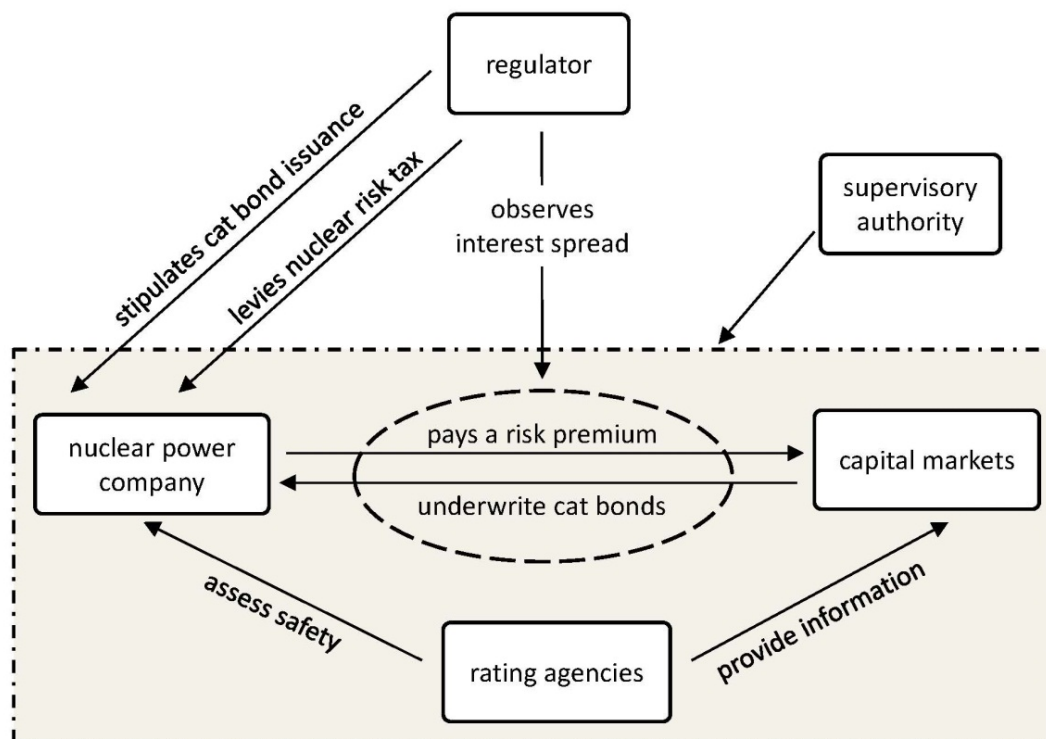 regulator
stipulates cat bond issuance
levies nuclear risk tax
observes
interest spread
supervisory
authority
nuclear power
company
pays a risk premium
underwrite cat bonds
capital markets
assess safety
rating agencies
provide information